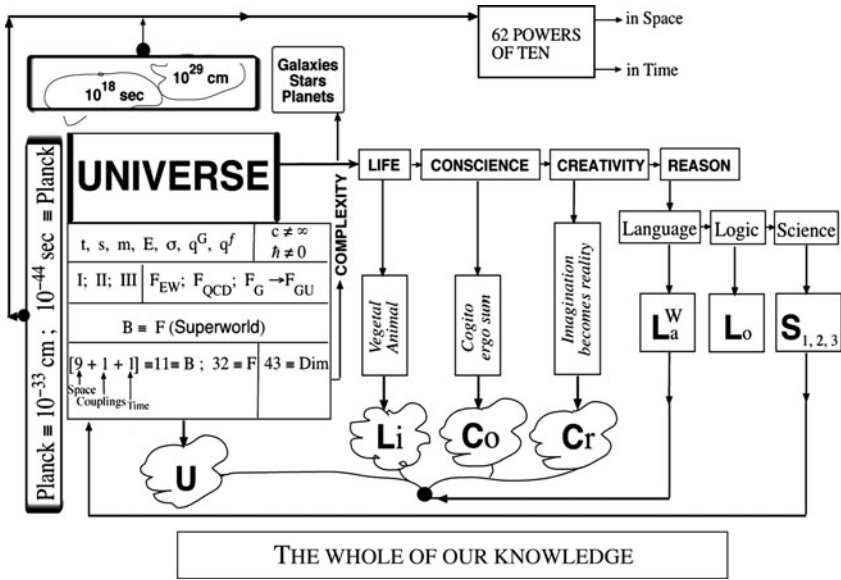 62 POWERS
OF TEN
in Space
in Time
10^29 cm
10^18 sec
Galaxies
Stars
Planets
Planck ≡ 10^−33 cm ; 10^−44 sec ≡ Planck
UNIVERSE
COMPLEXITY
LIFE
CONSCIENCE
CREATIVITY
REASON
t, s, m, E, σ, q^G, q^f
c ≠ ∞
ℏ ≠ 0
I; II; III
F_EW; F_QCD; F_G → F_GU
B ≡ F (Superworld)
[9 + 1 + 1] ≡11≡ B ; 32 ≡ F
43 ≡ Dim
Space
Couplings
Time
Vegetal
Animal
Cogito
ergo sum
Imagination
becomes reality
Language
Logic
Science
L_a^W
Lo
S_1, 2, 3
U
Li
Co
Cr
THE WHOLE OF OUR KNOWLEDGE